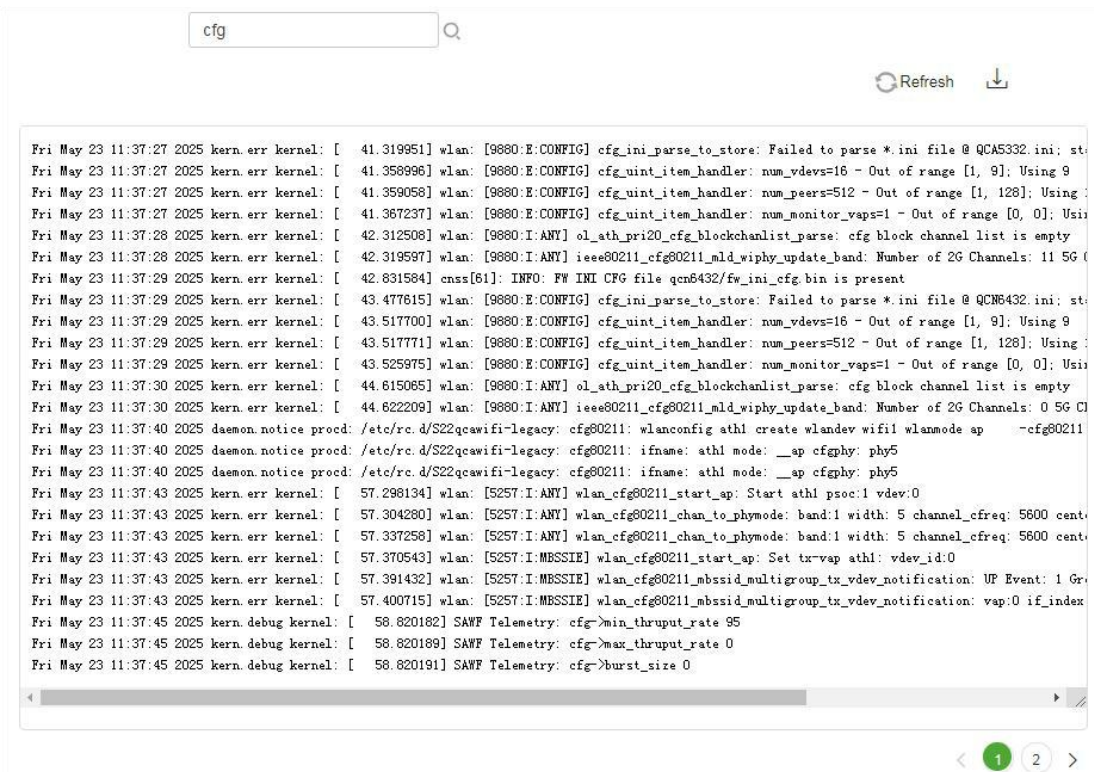 cfg
Refresh
Fri May 23 11:37:27 2025 kern.err kernel: [   41.319951] wlan: [9880:E:CONFIG] cfg_ini_parse_to_store: Failed to parse *.ini file @ QCA5332.ini; st
Fri May 23 11:37:27 2025 kern.err kernel: [   41.358996] wlan: [9880:E:CONFIG] cfg_uint_item_handler: num_vdevs=16 - Out of range [1, 9]; Using 9
Fri May 23 11:37:27 2025 kern.err kernel: [   41.359058] wlan: [9880:E:CONFIG] cfg_uint_item_handler: num_peers=512 - Out of range [1, 128]; Using
Fri May 23 11:37:27 2025 kern.err kernel: [   41.367237] wlan: [9880:E:CONFIG] cfg_uint_item_handler: num_monitor_vaps=1 - Out of range [0, 0]; Usi
Fri May 23 11:37:28 2025 kern.err kernel: [   42.312508] wlan: [9880:I:ANY] ol_ath_pri20_cfg_blockchanlist_parse: cfg block channel list is empty
Fri May 23 11:37:28 2025 kern.err kernel: [   42.319597] wlan: [9880:I:ANY] ieee80211_cfg80211_mld_wiphy_update_band: Number of 2G Channels: 11 5G
Fri May 23 11:37:29 2025 kern.err kernel: [   42.831584] cnss[61]: INFO: FW INI CFG file qcn6432/fw_ini_cfg.bin is present
Fri May 23 11:37:29 2025 kern.err kernel: [   43.477615] wlan: [9880:E:CONFIG] cfg_ini_parse_to_store: Failed to parse *.ini file @ QCN6432.ini; st
Fri May 23 11:37:29 2025 kern.err kernel: [   43.517700] wlan: [9880:E:CONFIG] cfg_uint_item_handler: num_vdevs=16 - Out of range [1, 9]; Using 9
Fri May 23 11:37:29 2025 kern.err kernel: [   43.517771] wlan: [9880:E:CONFIG] cfg_uint_item_handler: num_peers=512 - Out of range [1, 128]; Using
Fri May 23 11:37:29 2025 kern.err kernel: [   43.525975] wlan: [9880:E:CONFIG] cfg_uint_item_handler: num_monitor_vaps=1 - Out of range [0, 0]; Usi
Fri May 23 11:37:30 2025 kern.err kernel: [   44.615065] wlan: [9880:I:ANY] ol_ath_pri20_cfg_blockchanlist_parse: cfg block channel list is empty
Fri May 23 11:37:30 2025 kern.err kernel: [   44.622209] wlan: [9880:I:ANY] ieee80211_cfg80211_mld_wiphy_update_band: Number of 2G Channels: 0 5G C
Fri May 23 11:37:40 2025 daemon.notice procd: /etc/rc.d/S22qcawifi-legacy: cfg80211: wlanconfig ath1 create wlandev wifi1 wlanmode ap    -cfg80211
Fri May 23 11:37:40 2025 daemon.notice procd: /etc/rc.d/S22qcawifi-legacy: cfg80211: ifname: ath1 mode: __ap cfgphy: phy5
Fri May 23 11:37:40 2025 daemon.notice procd: /etc/rc.d/S22qcawifi-legacy: cfg80211: ifname: ath1 mode: __ap cfgphy: phy5
Fri May 23 11:37:43 2025 kern.err kernel: [   57.298134] wlan: [5257:I:ANY] wlan_cfg80211_start_ap: Start ath1 psoc:1 vdev:0
Fri May 23 11:37:43 2025 kern.err kernel: [   57.304280] wlan: [5257:I:ANY] wlan_cfg80211_chan_to_phymode: band:1 width: 5 channel_cfreq: 5600 cent
Fri May 23 11:37:43 2025 kern.err kernel: [   57.337258] wlan: [5257:I:ANY] wlan_cfg80211_chan_to_phymode: band:1 width: 5 channel_cfreq: 5600 cent
Fri May 23 11:37:43 2025 kern.err kernel: [   57.370543] wlan: [5257:I:MBSSIE] wlan_cfg80211_start_ap: Set tx-vap ath1: vdev_id:0
Fri May 23 11:37:43 2025 kern.err kernel: [   57.391432] wlan: [5257:I:MBSSIE] wlan_cfg80211_mbssid_multigroup_tx_vdev_notification: UP Event: 1 Gr
Fri May 23 11:37:43 2025 kern.err kernel: [   57.400715] wlan: [5257:I:MBSSIE] wlan_cfg80211_mbssid_multigroup_tx_vdev_notification: vap:0 if_index
Fri May 23 11:37:45 2025 kern.debug kernel: [   58.820182] SAWF Telemetry: cfg->min_thruput_rate 95
Fri May 23 11:37:45 2025 kern.debug kernel: [   58.820189] SAWF Telemetry: cfg->max_thruput_rate 0
Fri May 23 11:37:45 2025 kern.debug kernel: [   58.820191] SAWF Telemetry: cfg->burst_size 0
1 2